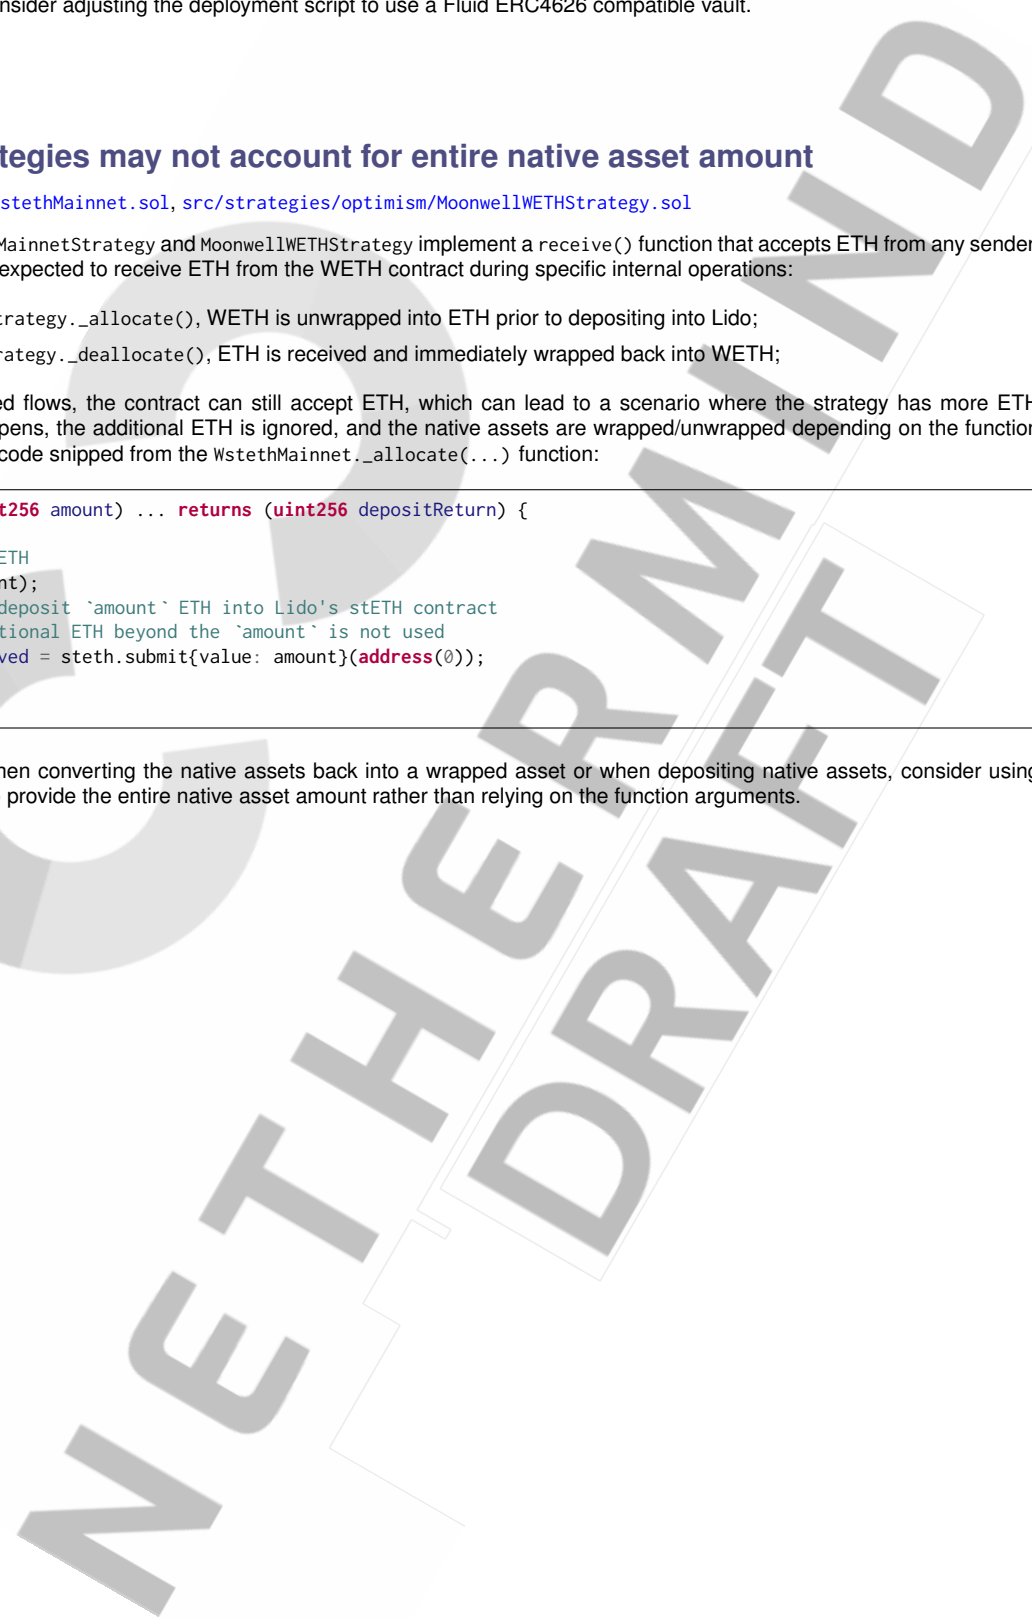 nsider adjusting the deployment script to use a Fluid ERC4626 compatible vault.
tegies may not account for entire native asset amount
stethMainnet.sol, src/strategies/optimism/MoonwellWETHStrategy.sol
MainnetStrategy and MoonwellWETHStrategy implement a receive() function that accepts ETH from any sender
expected to receive ETH from the WETH contract during specific internal operations:
trategy._allocate(), WETH is unwrapped into ETH prior to depositing into Lido;
rategy._deallocate(), ETH is received and immediately wrapped back into WETH;
ed flows, the contract can still accept ETH, which can lead to a scenario where the strategy has more ETH
pens, the additional ETH is ignored, and the native assets are wrapped/unwrapped depending on the function
code snipped from the WstethMainnet._allocate(...) function:
t256 amount) ... returns (uint256 depositReturn) {
ETH
nt);
deposit `amount` ETH into Lido's stETH contract
tional ETH beyond the `amount` is not used
ved = steth.submit{value: amount}(address(0));
hen converting the native assets back into a wrapped asset or when depositing native assets, consider using
provide the entire native asset amount rather than relying on the function arguments.
NETHERMIND
DRAFT